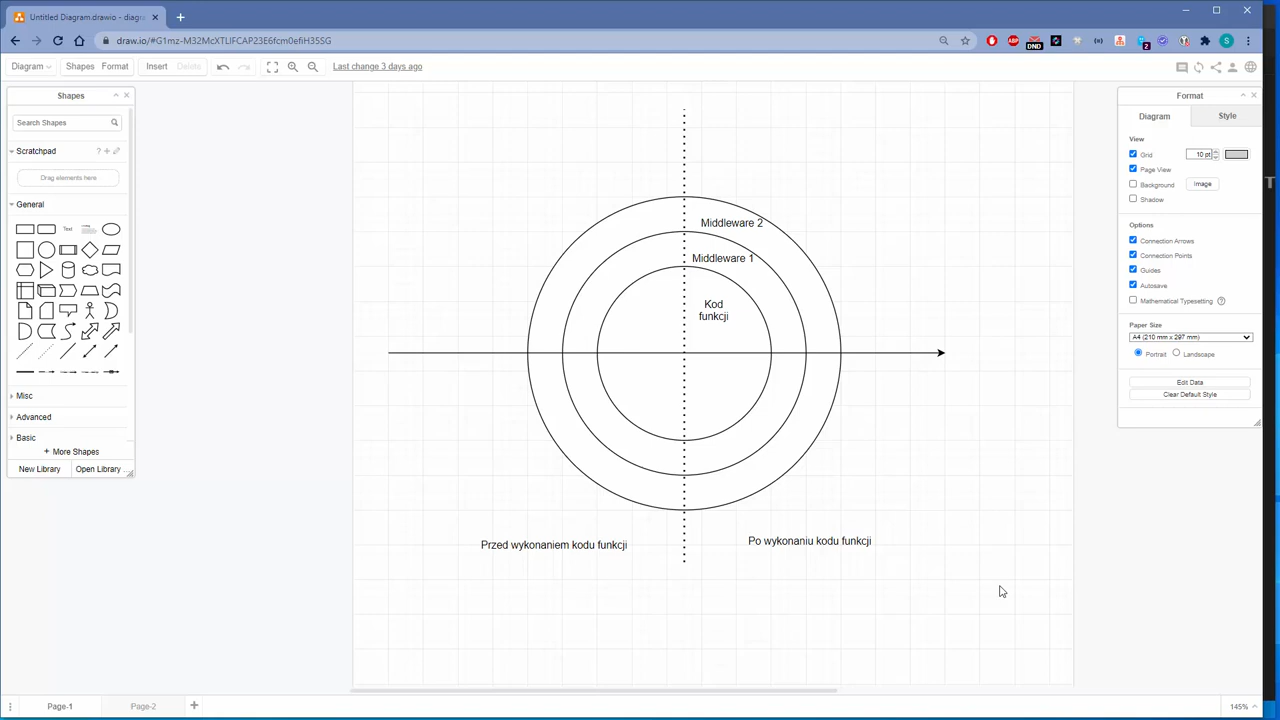 Untitled Diagram.drawio - diagra
draw.io/#G1mz-M32McXTLIFCAP23E6fcm0efiH35SG
ABP
DND
2
S
Diagram
Shapes
Format
Insert
Delete
Last change 3 days ago
Shapes
Search Shapes
Scratchpad
?
Drag elements here
General
Text
Misc
Advanced
Basic
+ More Shapes
New Library
Open Library ...
Middleware 2
Middleware 1
Kod
funkcji
Przed wykonaniem kodu funkcji
Po wykonaniu kodu funkcji
Format
Diagram
Style
View
Grid
10 pt
Page View
Background
Image
Shadow
Options
Connection Arrows
Connection Points
Guides
Autosave
Mathematical Typesetting
Paper Size
A4 (210 mm x 297 mm)
Portrait
Landscape
Edit Data
Clear Default Style
Page-1
Page-2
145%